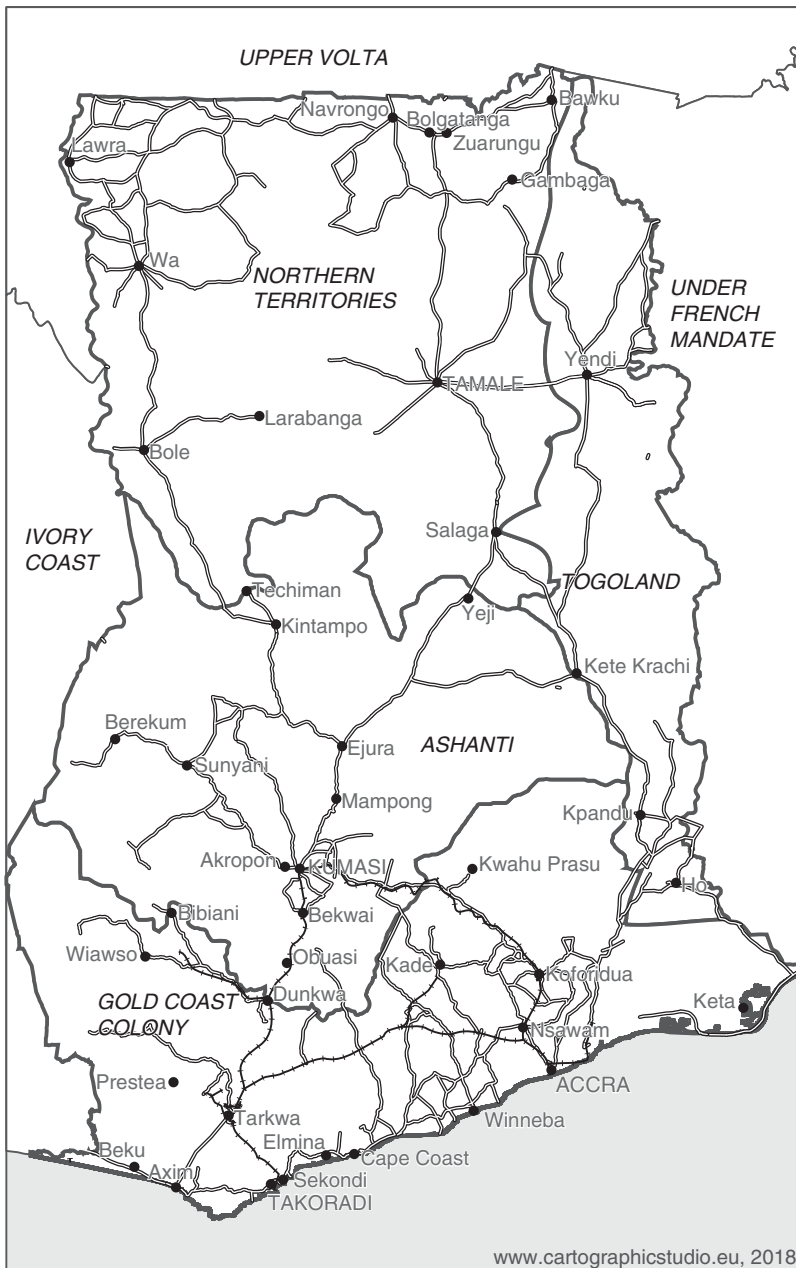 UPPER VOLTA
Navrongo
Bawku
Bolgatanga
Zuarungu
Lawra
Gambaga
Wa
NORTHERN
TERRITORIES
UNDER
FRENCH
MANDATE
Yendi
TAMALE
Larabanga
Bole
IVORY
COAST
Salaga
TOGOLAND
Techiman
Yeji
Kintampo
Kete Krachi
Berekum
Ejura
ASHANTI
Sunyani
Mampong
Kpandu
Akropon
KUMASI
Kwahu Prasu
Ho
Bibiani
Bekwai
Wiawso
Obuasi
Kade
Koforidua
GOLD COAST
COLONY
Dunkwa
Keta
Nsawam
Prestea
ACCRA
Tarkwa
Winneba
Elmina
Beku
Cape Coast
Axim
Sekondi
TAKORADI
www.cartographicstudio.eu, 2018